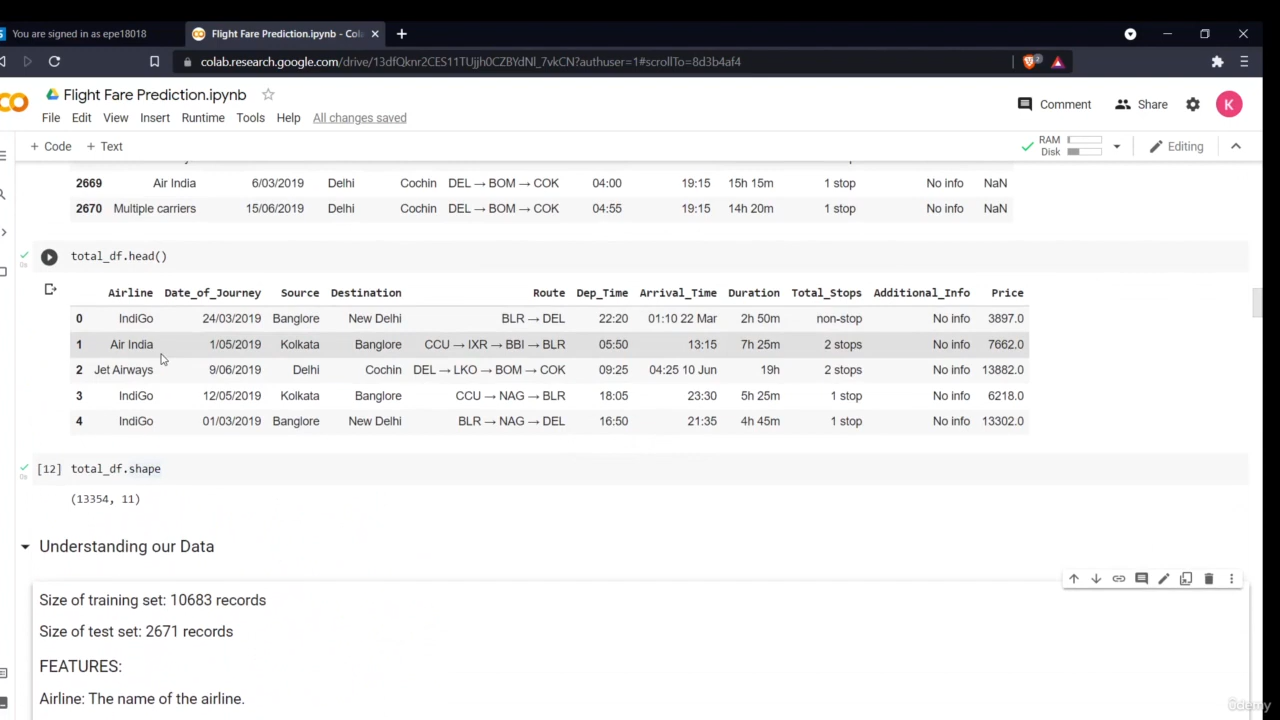 You are signed in as epe18018
Flight Fare Prediction.ipynb - Cola
colab.research.google.com/drive/13dfQknr2CES11TUjjh0CZBYdNl_7vkCN?authuser=1#scrollTo=8d3b4af4
Flight Fare Prediction.ipynb
Comment Share K
File Edit View Insert Runtime Tools Help All changes saved
+ Code + Text RAM Disk Editing
2669 Air India 6/03/2019 Delhi Cochin DEL → BOM → COK 04:00 19:15 15h 15m 1 stop No info NaN
2670 Multiple carriers 15/06/2019 Delhi Cochin DEL → BOM → COK 04:55 19:15 14h 20m 1 stop No info NaN
total_df.head()
Airline Date_of_Journey Source Destination Route Dep_Time Arrival_Time Duration Total_Stops Additional_Info Price
0 IndiGo 24/03/2019 Banglore New Delhi BLR → DEL 22:20 01:10 22 Mar 2h 50m non-stop No info 3897.0
1 Air India 1/05/2019 Kolkata Banglore CCU → IXR → BBI → BLR 05:50 13:15 7h 25m 2 stops No info 7662.0
2 Jet Airways 9/06/2019 Delhi Cochin DEL → LKO → BOM → COK 09:25 04:25 10 Jun 19h 2 stops No info 13882.0
3 IndiGo 12/05/2019 Kolkata Banglore CCU → NAG → BLR 18:05 23:30 5h 25m 1 stop No info 6218.0
4 IndiGo 01/03/2019 Banglore New Delhi BLR → NAG → DEL 16:50 21:35 4h 45m 1 stop No info 13302.0
[12] total_df.shape
(13354, 11)
Understanding our Data
Size of training set: 10683 records
Size of test set: 2671 records
FEATURES:
Airline: The name of the airline.
ûdemy